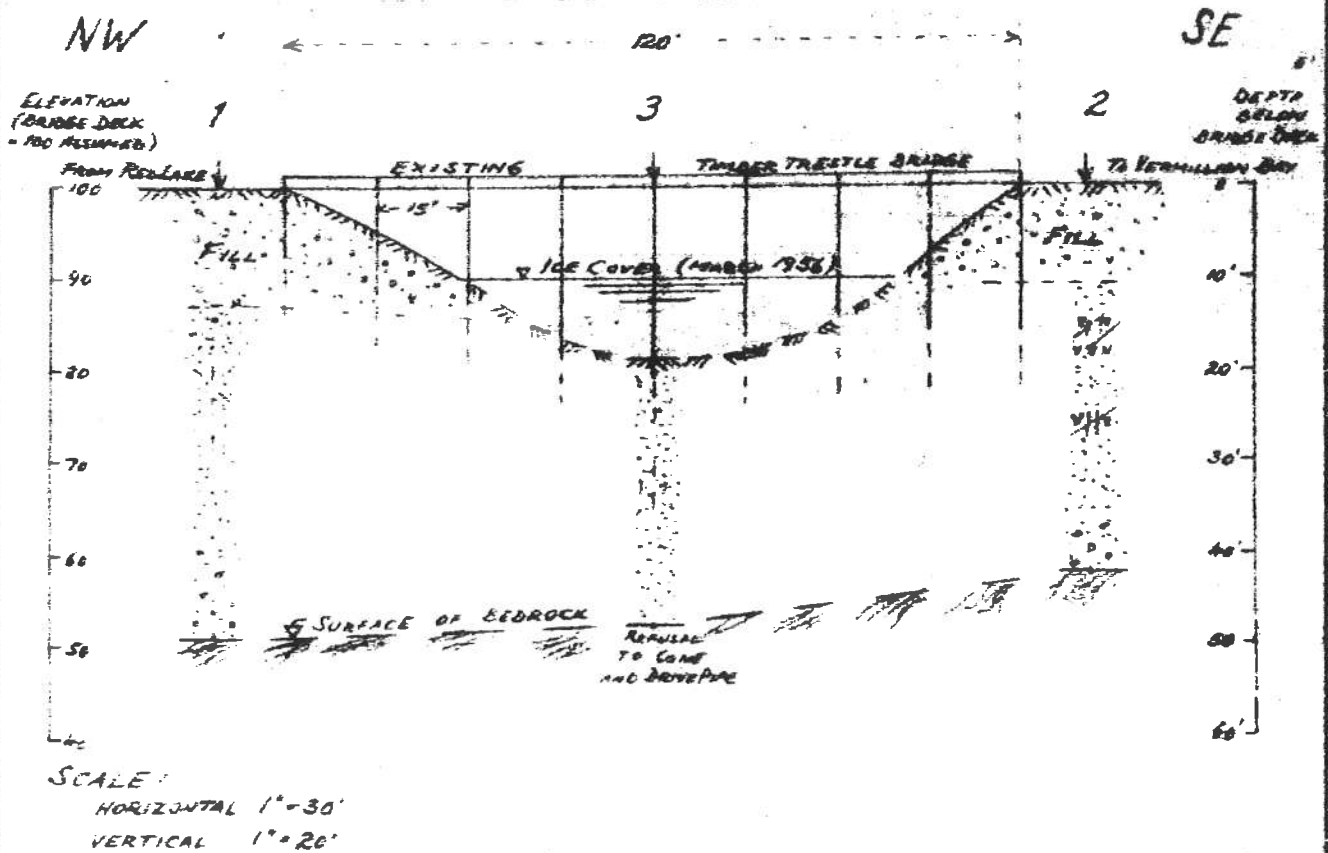 NW
120'
SE
ELEVATION
(BRIDGE DECK
= 100 ASSUMED)
1
3
2
DEPTH
BELOW
BRIDGE DECK
FROM RED LAKE
EXISTING
TIMBER TRESTLE BRIDGE
TO VERMILLION BAY
100
0
15'
FILL
FILL
ICE COVER (MARCH 1956)
90
10'
80
20'
70
30'
60
40'
SURFACE OF BEDROCK
50
50
REFUSAL
TO CONE
AND DRIVEPIPE
60'
SCALE:
HORIZONTAL 1"=30'
VERTICAL 1"=20'